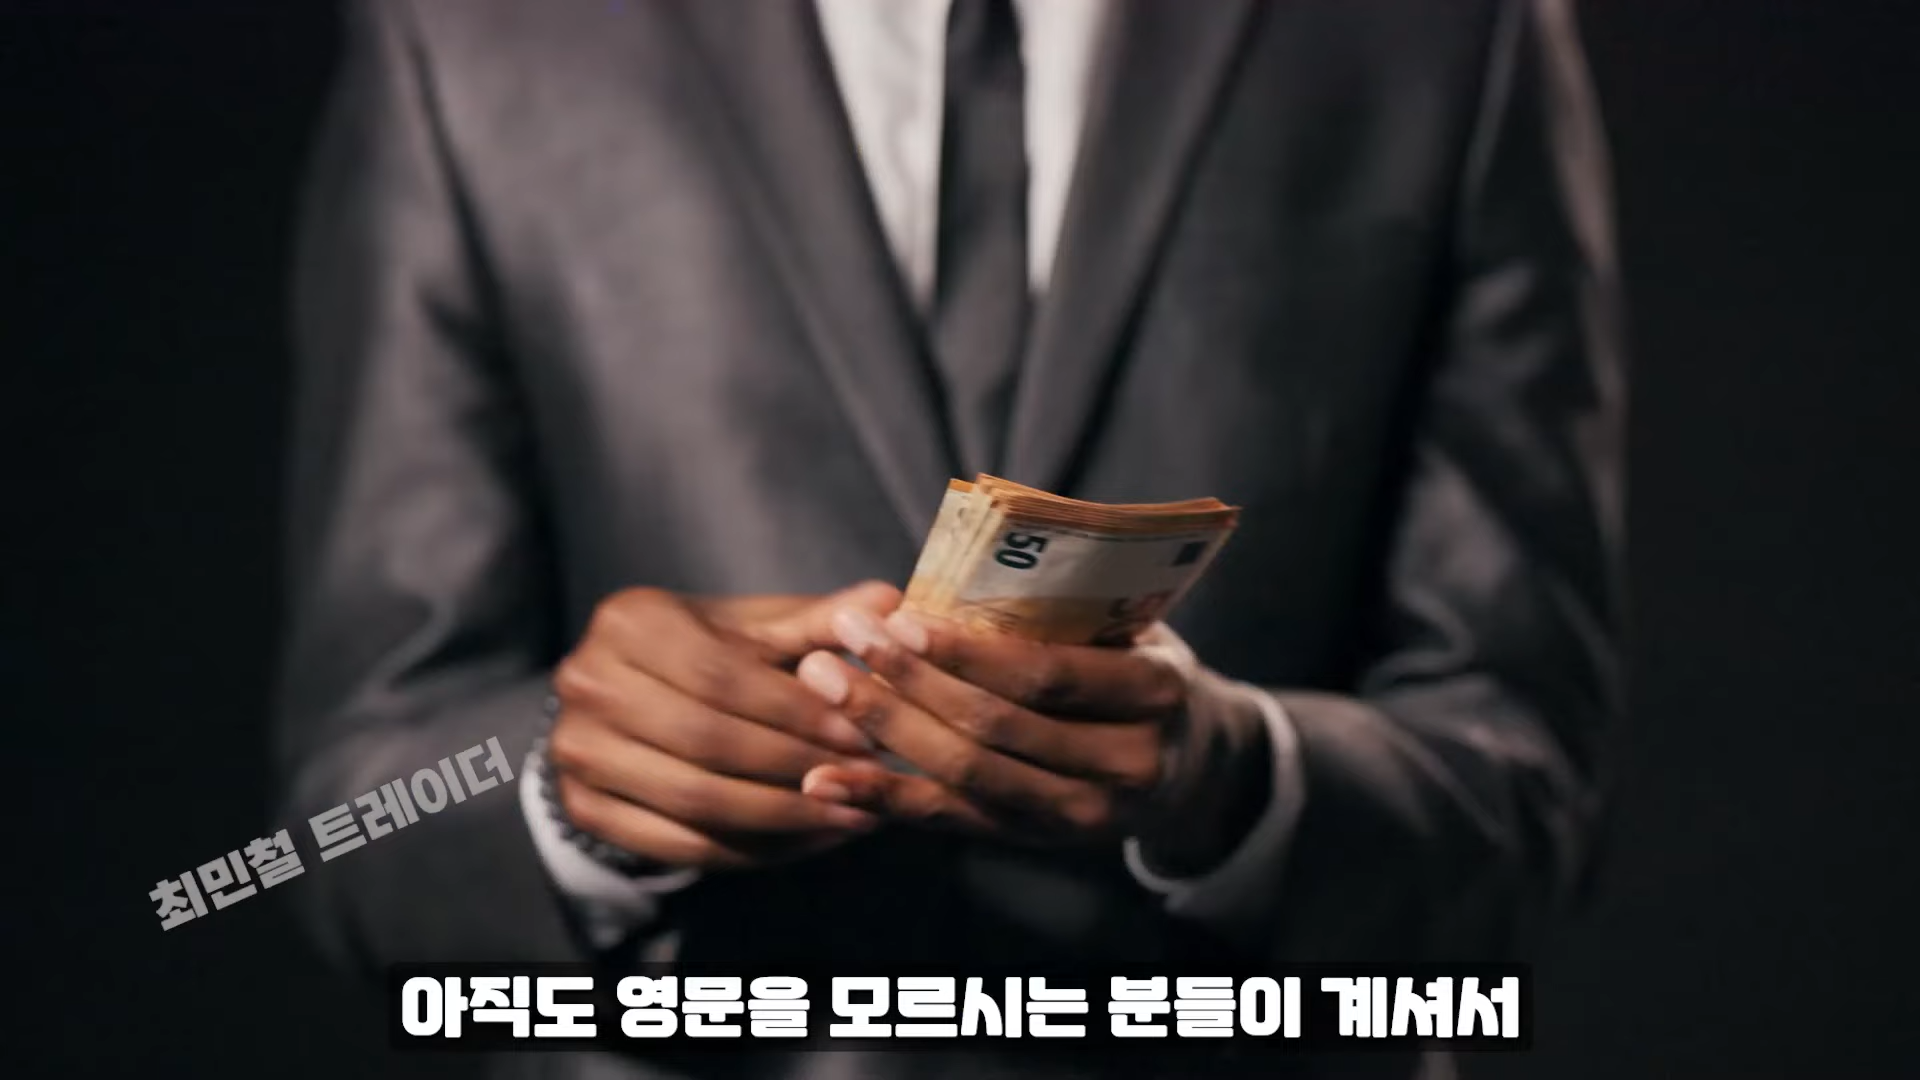 50
최민철 트레이더
아직도 영문을 모르시는 분들이 계셔서